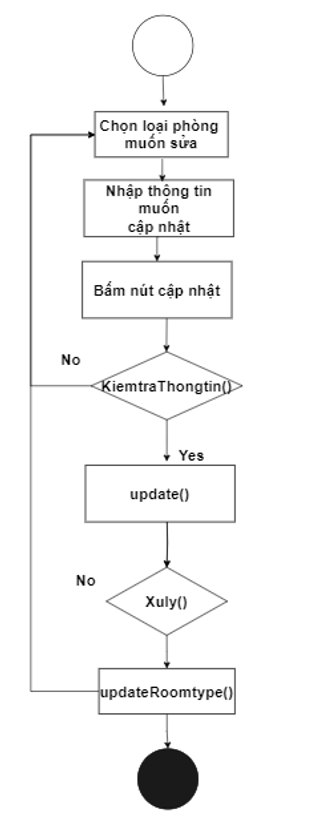 Chọn loại phòng
muốn sửa
Nhập thông tin
muốn
cập nhật
Bấm nút cập nhật
No
KiemtraThongtin()
Yes
update()
No
Xuly()
updateRoomtype()